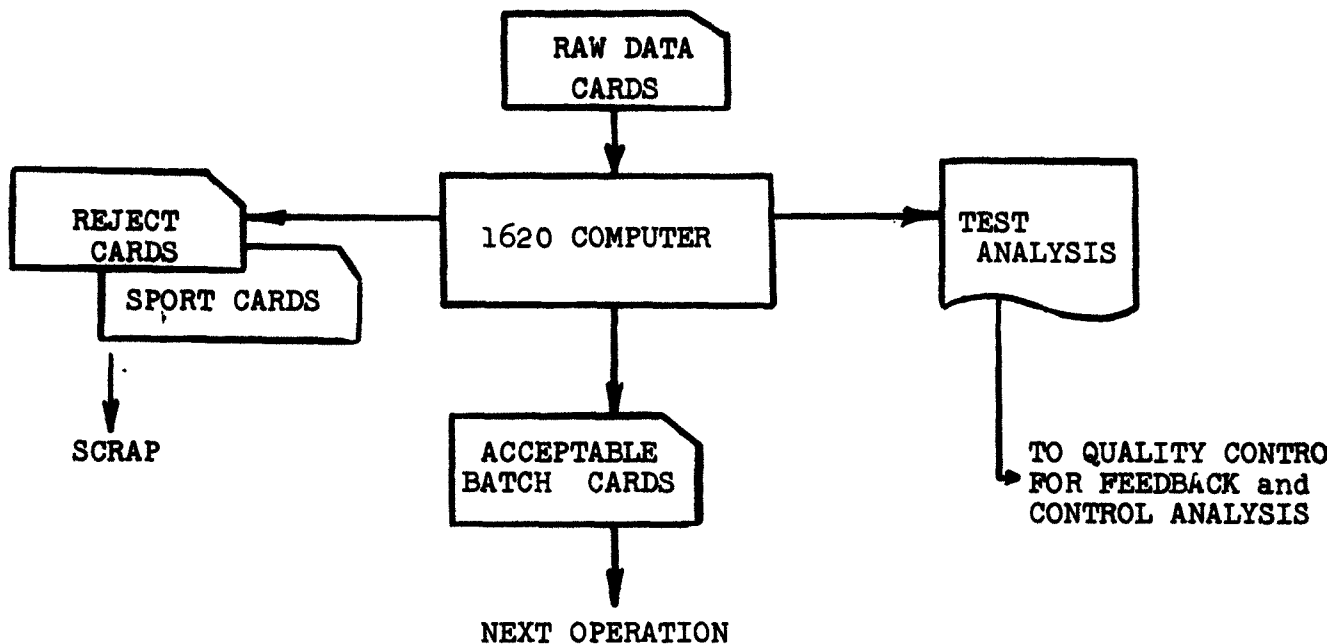 RAW DATA
CARDS
REJECT
CARDS
SPORT CARDS
SCRAP
1620 COMPUTER
TEST
ANALYSIS
ACCEPTABLE
BATCH CARDS
NEXT OPERATION
TO QUALITY CONTRO
FOR FEEDBACK and
CONTROL ANALYSIS